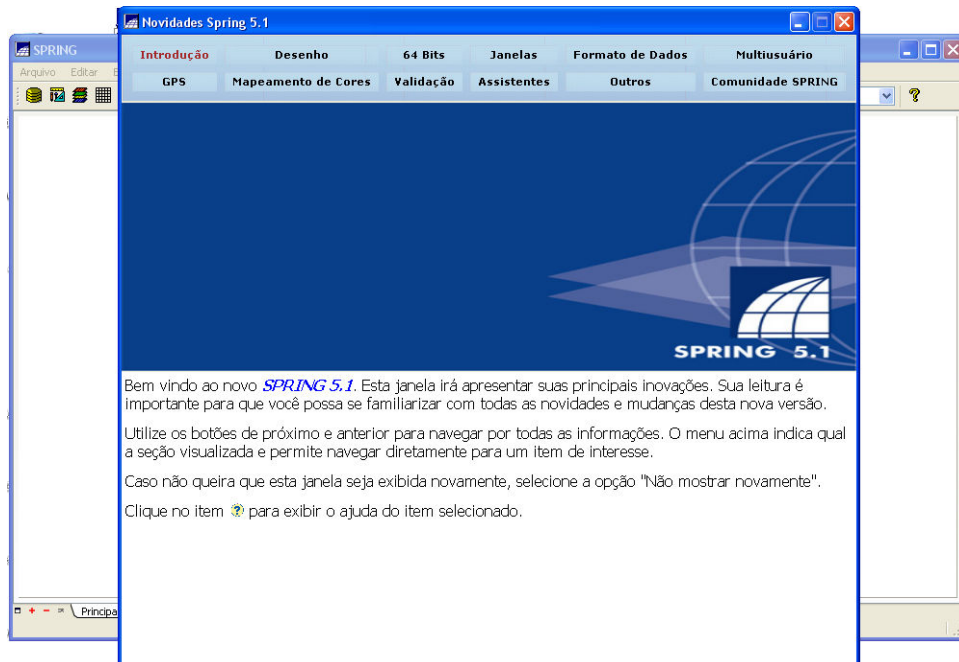 Novidades Spring 5.1
SPRING
Arquivo Editar
Introdução Desenho 64 Bits Janelas Formato de Dados Multiusuário
GPS Mapeamento de Cores Validação Assistentes Outros Comunidade SPRING
SPRING 5.1
Bem vindo ao novo SPRING 5.1. Esta janela irá apresentar suas principais inovações. Sua leitura é
importante para que você possa se familiarizar com todas as novidades e mudanças desta nova versão.
Utilize os botões de próximo e anterior para navegar por todas as informações. O menu acima indica qual
a seção visualizada e permite navegar diretamente para um item de interesse.
Caso não queira que esta janela seja exibida novamente, selecione a opção "Não mostrar novamente".
Clique no item para exibir o ajuda do item selecionado.
Principa